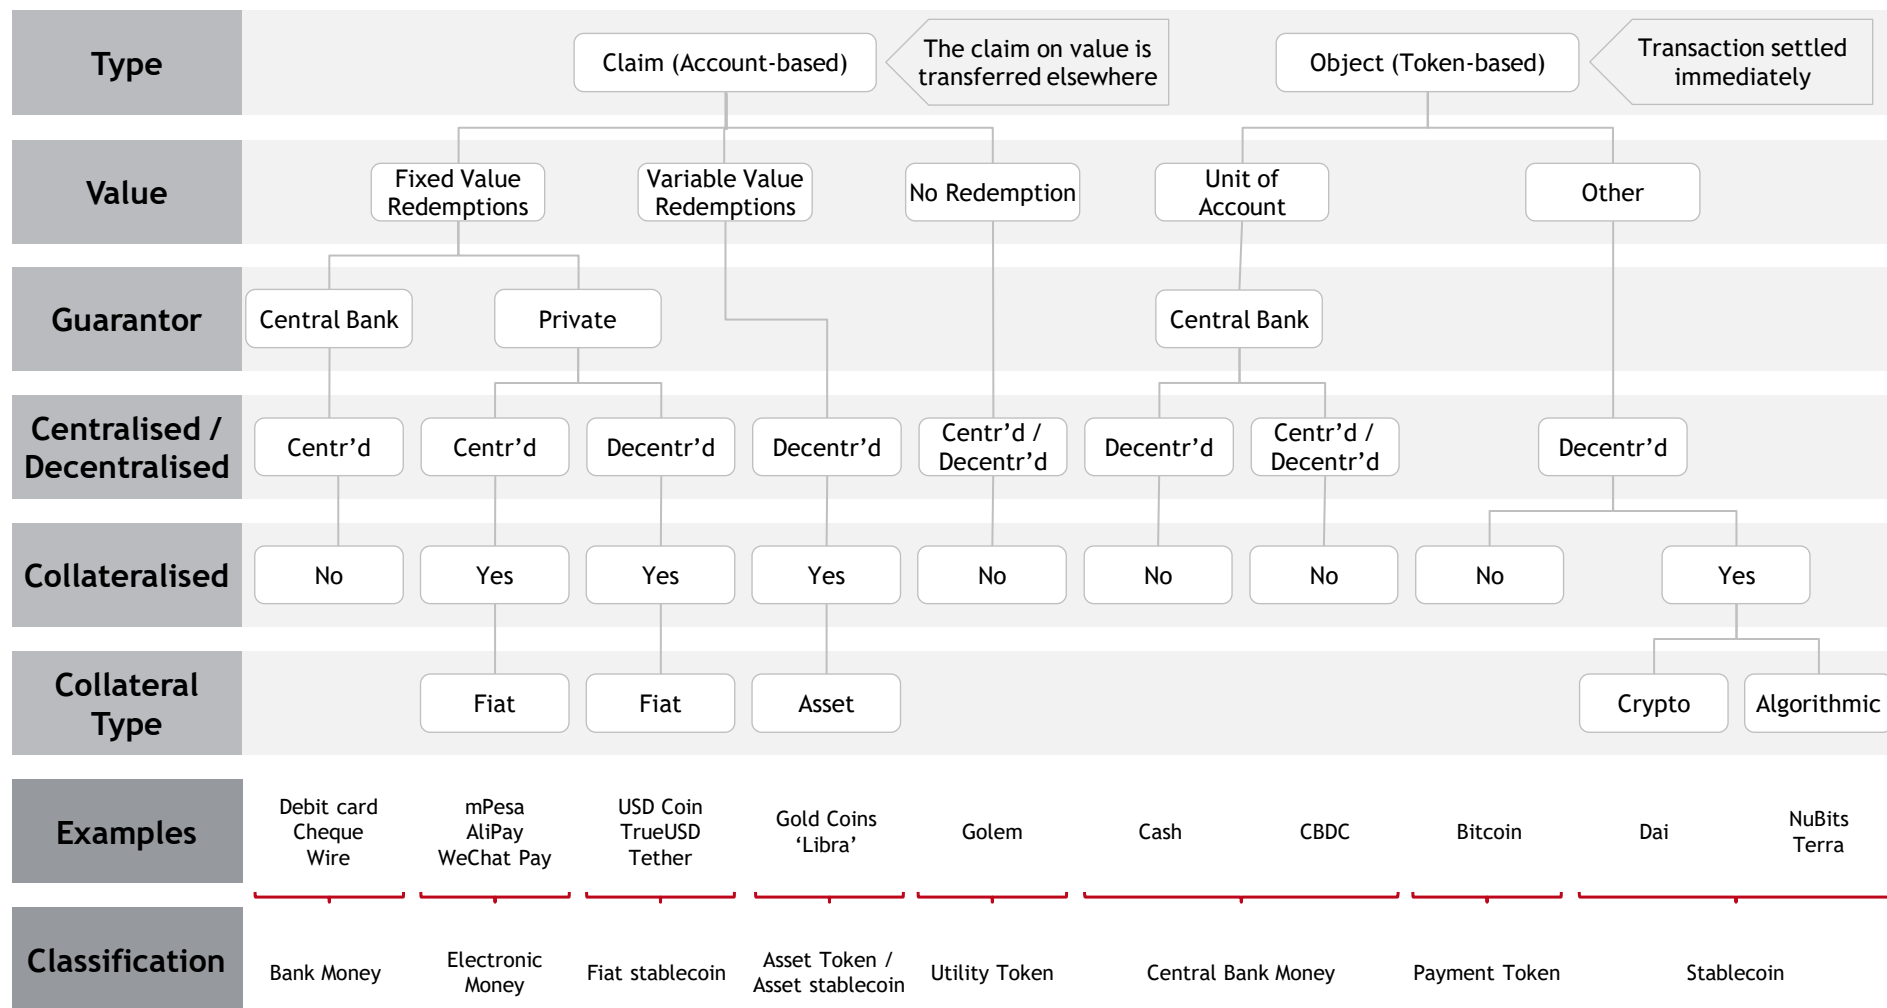 Type
Claim (Account-based)
The claim on value is
transferred elsewhere
Object (Token-based)
Transaction settled
immediately
Value
Fixed Value
Redemptions
Variable Value
Redemptions
No Redemption
Unit of
Account
Other
Guarantor
Central Bank
Private
Central Bank
Centralised /
Decentralised
Centr’d
Centr’d
Decentr’d
Decentr’d
Centr’d /
Decentr’d
Decentr’d
Centr’d /
Decentr’d
Decentr’d
Collateralised
No
Yes
Yes
Yes
No
No
No
No
Yes
Collateral
Type
Fiat
Fiat
Asset
Crypto
Algorithmic
Examples
Debit card
Cheque
Wire
mPesa
AliPay
WeChat Pay
USD Coin
TrueUSD
Tether
Gold Coins
‘Libra’
Golem
Cash
CBDC
Bitcoin
Dai
NuBits
Terra
Classification
Bank Money
Electronic
Money
Fiat stablecoin
Asset Token /
Asset stablecoin
Utility Token
Central Bank Money
Payment Token
Stablecoin